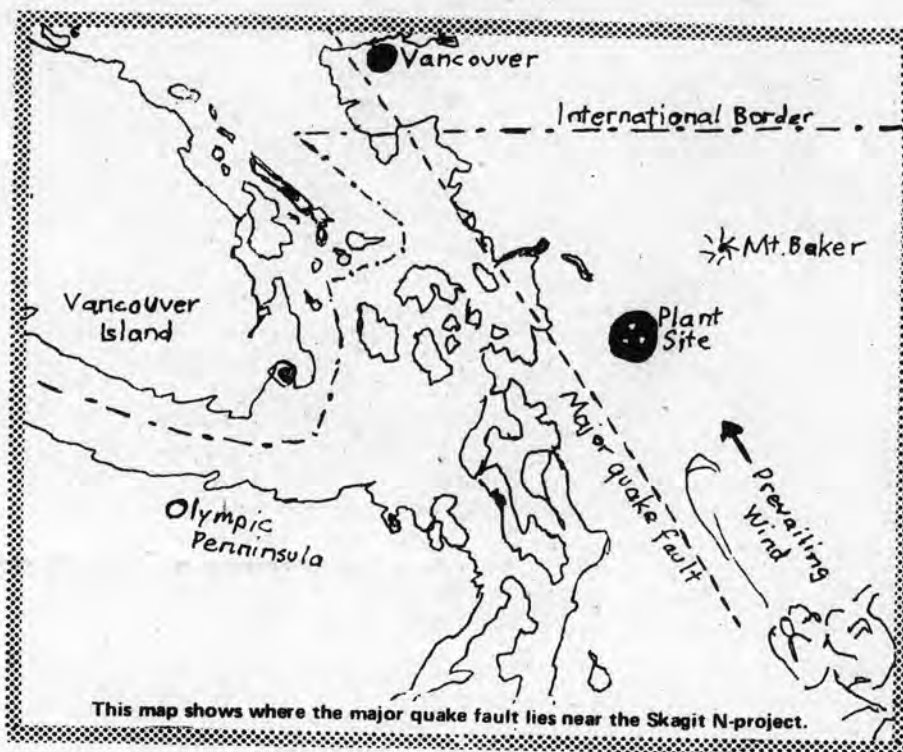 Vancouver
International Border
Mt. Baker
Plant
Site
Vancouver
Island
Major quake fault
Prevailing
Wind
Olympic
Penninsula
This map shows where the major quake fault lies near the Skagit N-project.